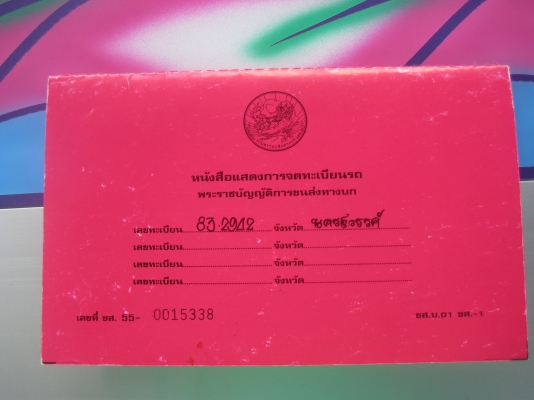 หนังสือแสดงการจดทะเบียนรถ
พระราชบัญญัติการขนส่งทางบก
เลขทะเบียน 83-2942 จังหวัด นครสวรรค์
เลขทะเบียน จังหวัด
เลขทะเบียน จังหวัด
เลขทะเบียน จังหวัด
เลขที่ ขส. 55- 0015338 ขส.บ.01 ขส.-1